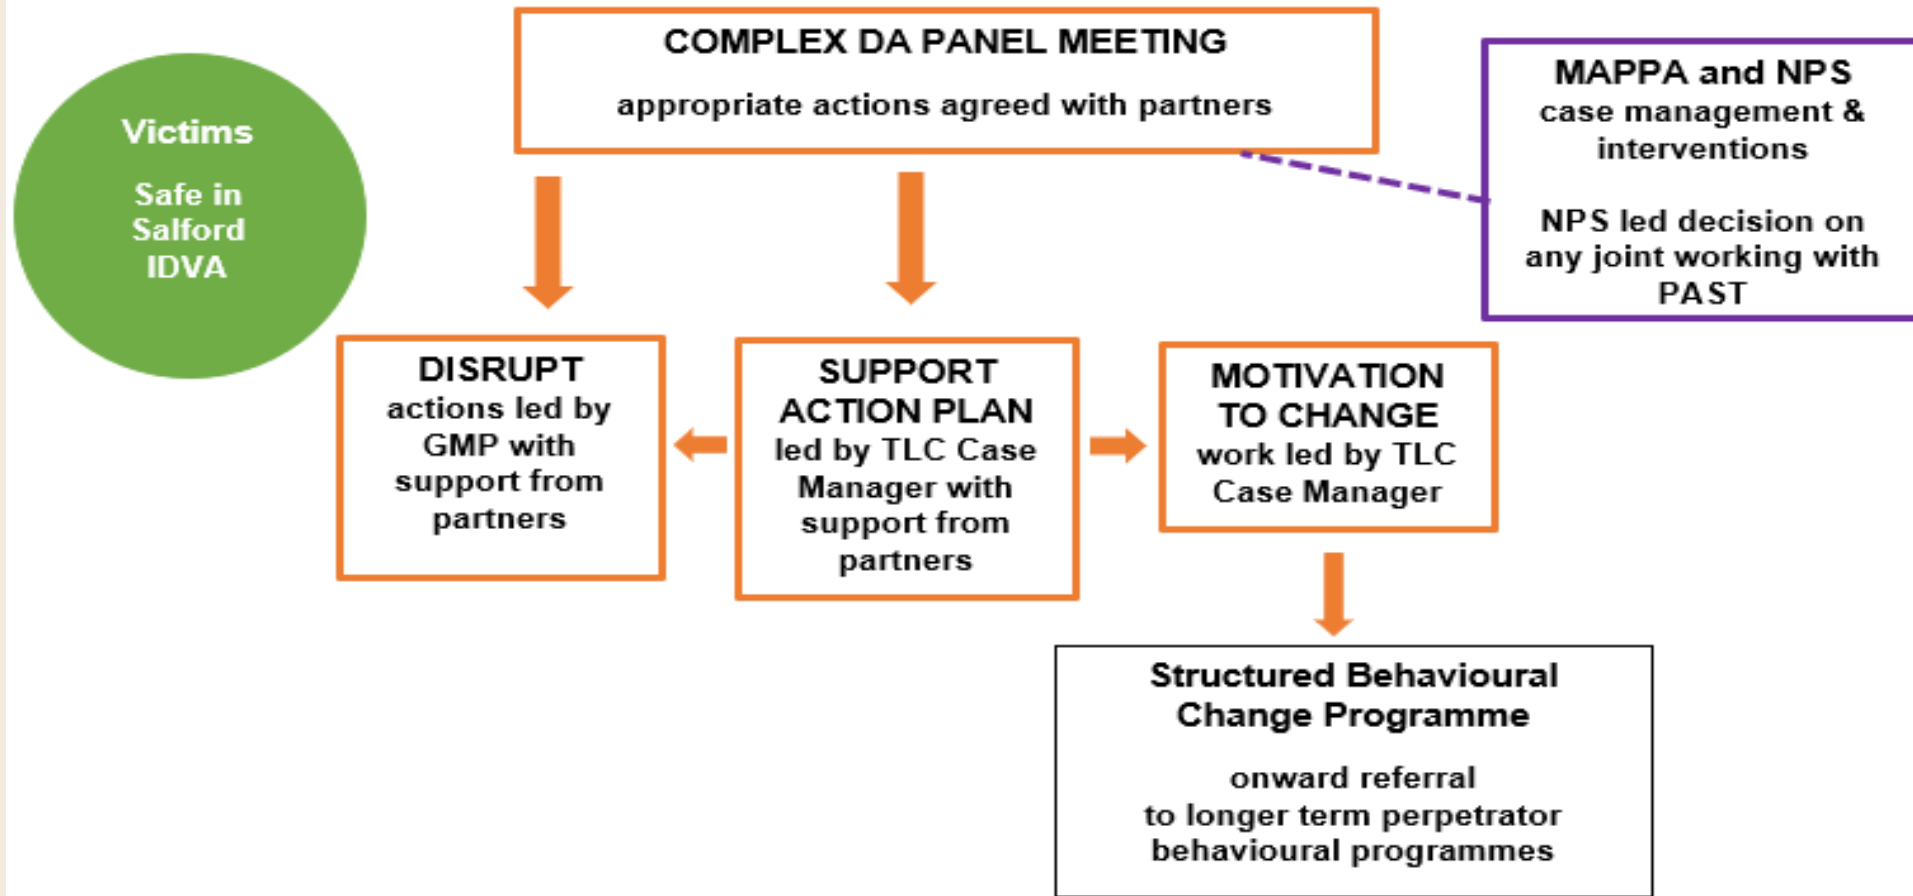 COMPLEX DA PANEL MEETING
appropriate actions agreed with partners
Victims
Safe in
Salford
IDVA
MAPPA and NPS
case management &
interventions
NPS led decision on
any joint working with
PAST
DISRUPT
actions led by
GMP with
support from
partners
SUPPORT
ACTION PLAN
led by TLC Case
Manager with
support from
partners
MOTIVATION
TO CHANGE
work led by TLC
Case Manager
Structured Behavioural
Change Programme
onward referral
to longer term perpetrator
behavioural programmes